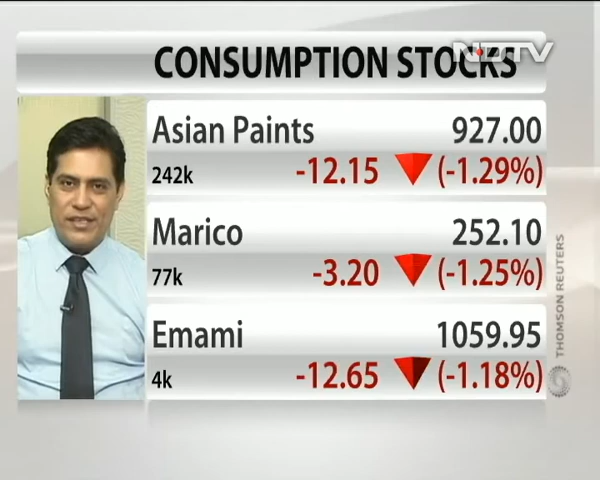 NDTV
CONSUMPTION STOCKS
Asian Paints 927.00
242k -12.15 (-1.29%)
Marico 252.10
77k -3.20 (-1.25%)
Emami 1059.95
4k -12.65 (-1.18%)
THOMSON REUTERS